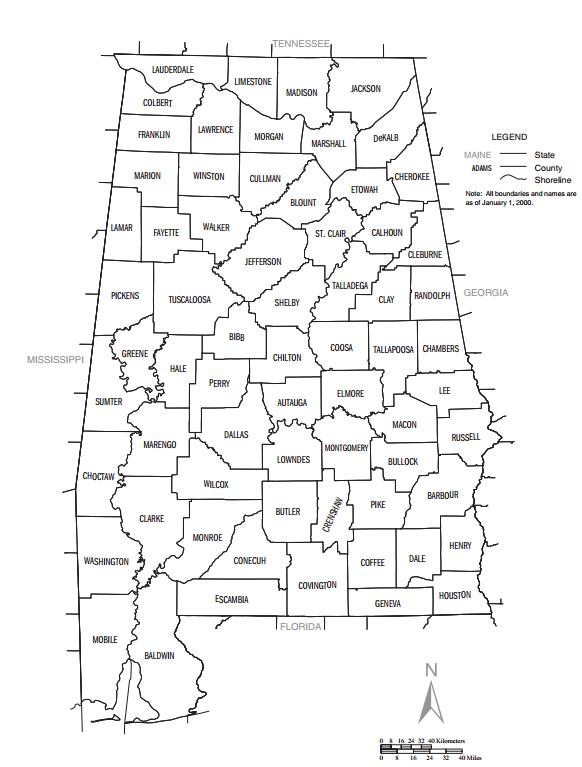 TENNESSEE
LAUDERDALE
LIMESTONE
MADISON
JACKSON
COLBERT
FRANKLIN
LAWRENCE
MORGAN
MARSHALL
DeKALB
LEGEND
MAINE State
ADAMS County
Shoreline
Note: All boundaries and names are
as of January 1, 2000.
MARION
WINSTON
CULLMAN
BLOUNT
ETOWAH
CHEROKEE
LAMAR
FAYETTE
WALKER
JEFFERSON
ST. CLAIR
CALHOUN
CLEBURNE
PICKENS
TUSCALOOSA
SHELBY
TALLADEGA
CLAY
RANDOLPH
GEORGIA
MISSISSIPPI
GREENE
HALE
BIBB
CHILTON
COOSA
TALLAPOOSA
CHAMBERS
SUMTER
PERRY
AUTAUGA
ELMORE
LEE
MARENGO
DALLAS
LOWNDES
MONTGOMERY
MACON
BULLOCK
RUSSELL
CHOCTAW
WILCOX
CLARKE
BUTLER
CRENSHAW
PIKE
BARBOUR
WASHINGTON
MONROE
CONECUH
COVINGTON
COFFEE
DALE
HENRY
ESCAMBIA
GENEVA
HOUSTON
FLORIDA
MOBILE
BALDWIN
N
0 8 16 24 32 40 Kilometers
0 8 16 24 32 40 Miles